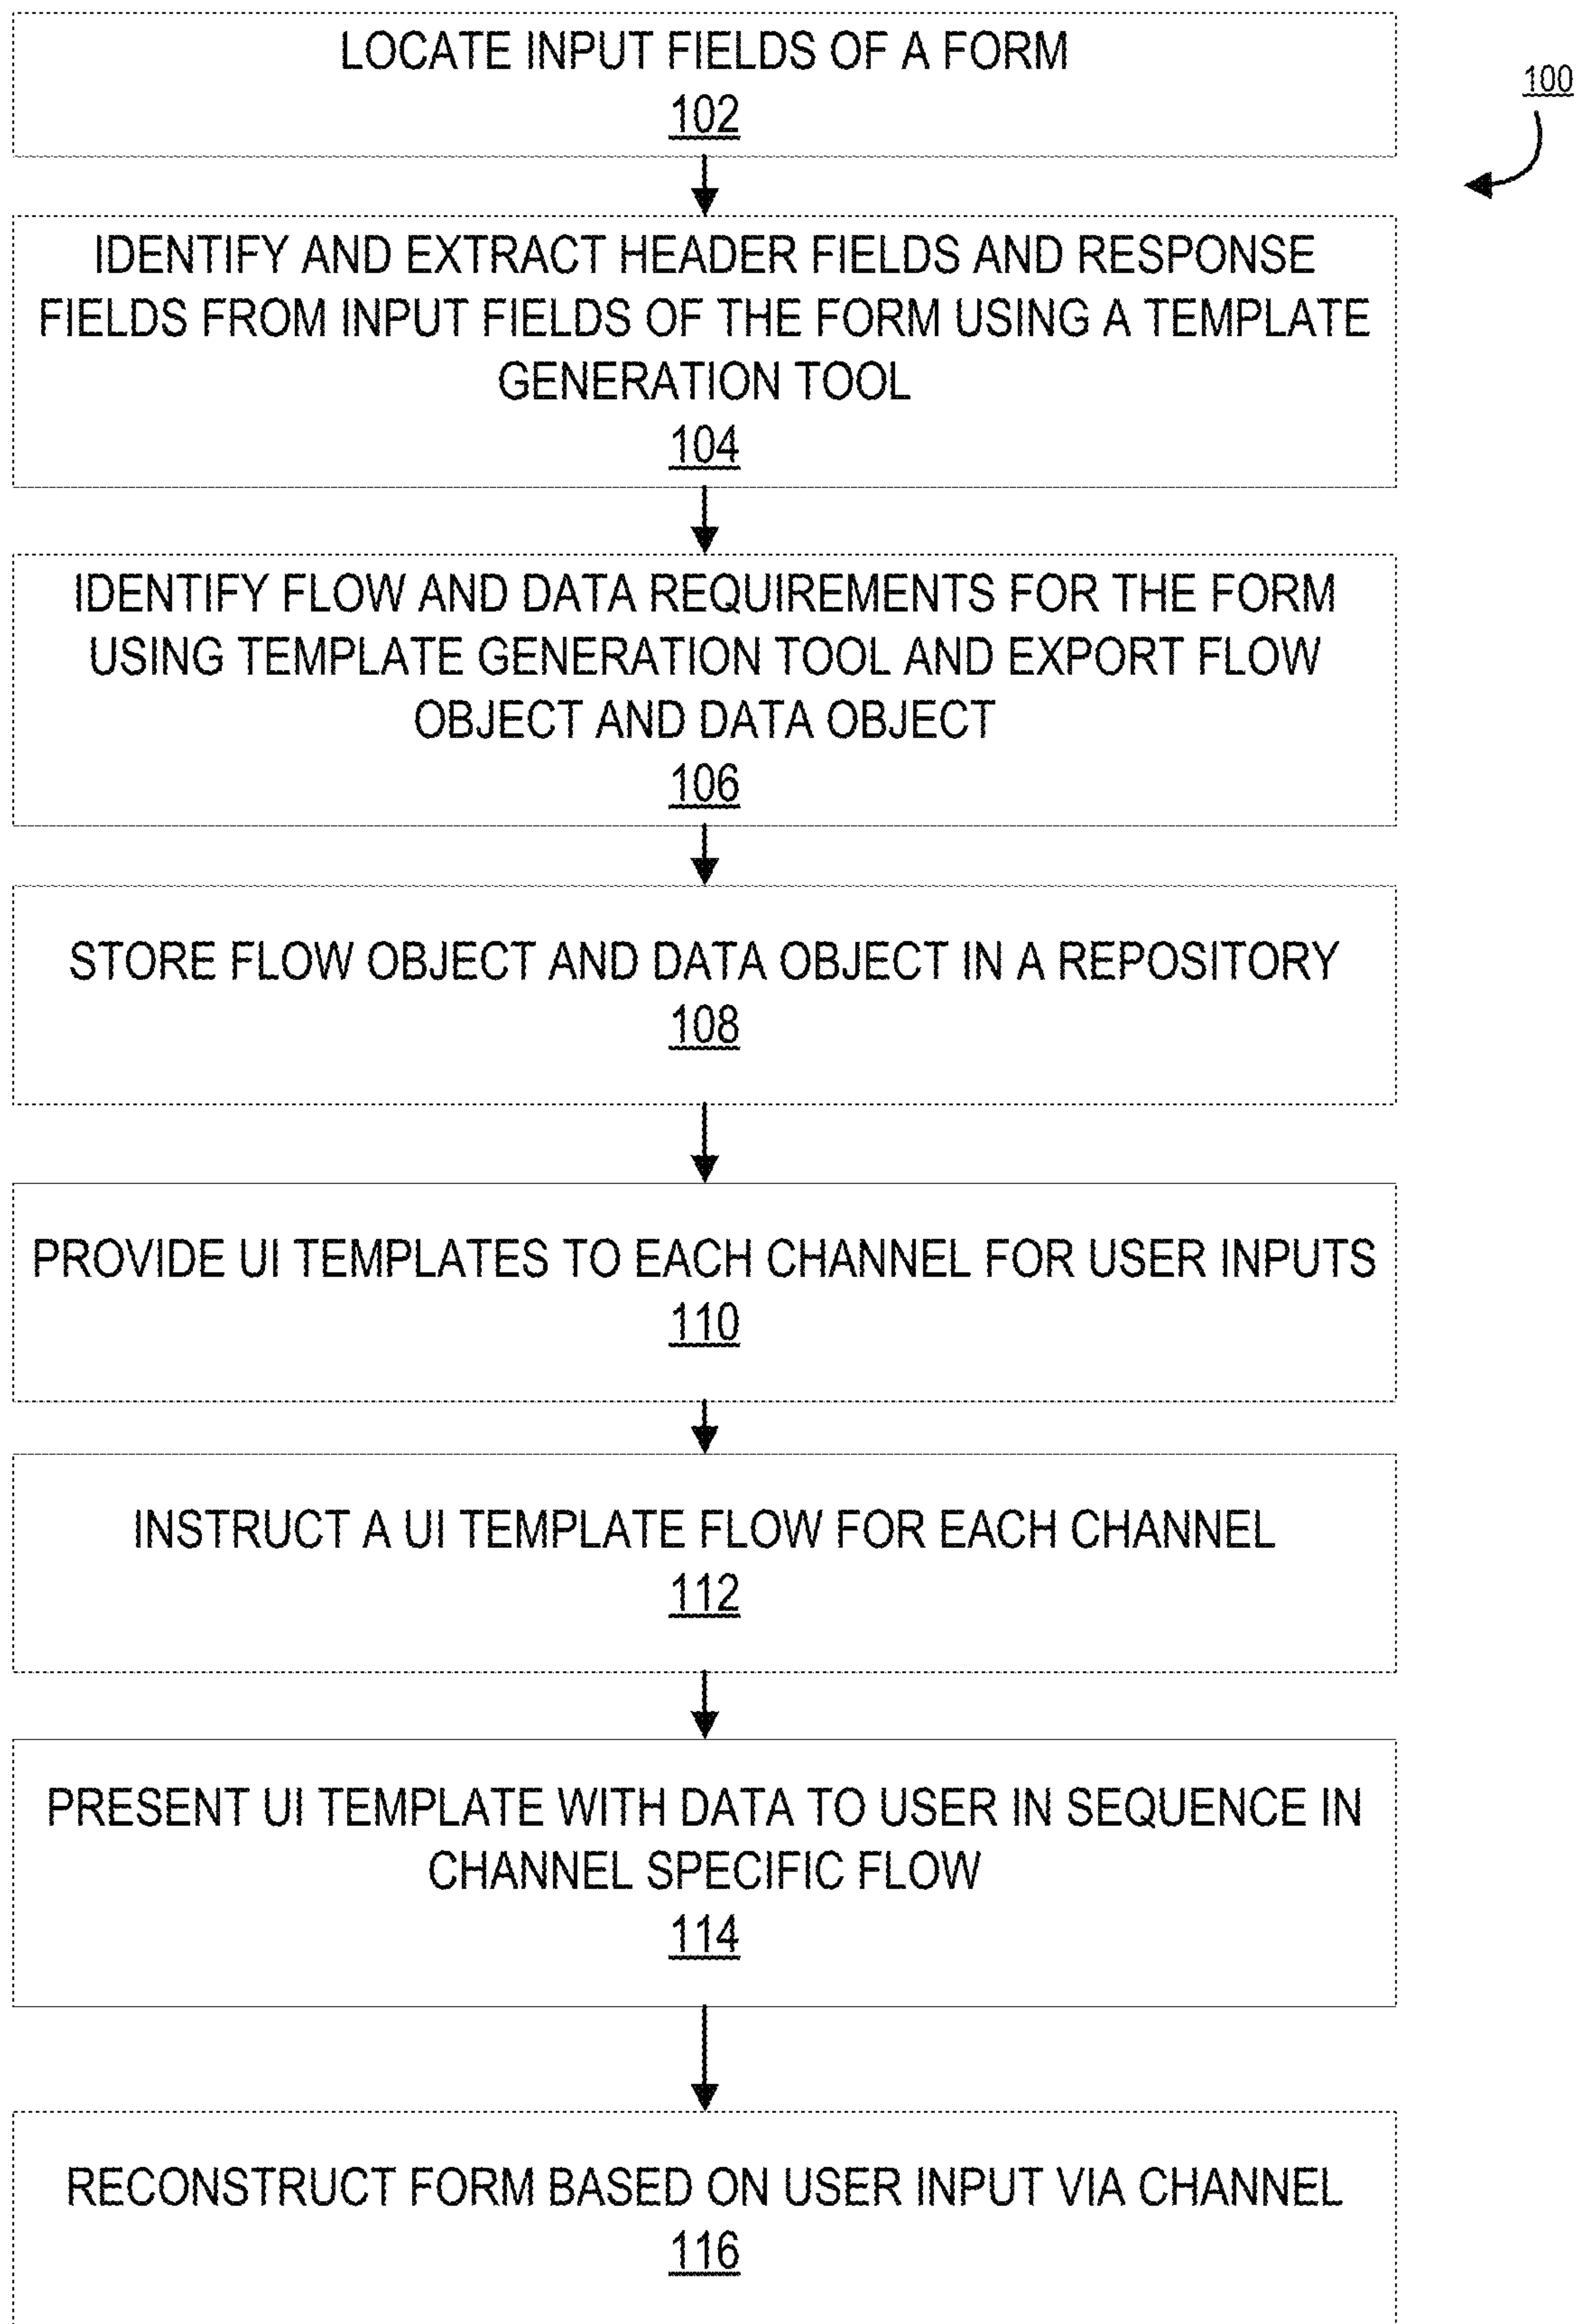 LOCATE INPUT FIELDS OF A FORM
102
100
IDENTIFY AND EXTRACT HEADER FIELDS AND RESPONSE
FIELDS FROM INPUT FIELDS OF THE FORM USING A TEMPLATE
GENERATION TOOL
104
IDENTIFY FLOW AND DATA REQUIREMENTS FOR THE FORM
USING TEMPLATE GENERATION TOOL AND EXPORT FLOW
OBJECT AND DATA OBJECT
106
STORE FLOW OBJECT AND DATA OBJECT IN A REPOSITORY
108
PROVIDE UI TEMPLATES TO EACH CHANNEL FOR USER INPUTS
110
INSTRUCT A UI TEMPLATE FLOW FOR EACH CHANNEL
112
PRESENT UI TEMPLATE WITH DATA TO USER IN SEQUENCE IN
CHANNEL SPECIFIC FLOW
114
RECONSTRUCT FORM BASED ON USER INPUT VIA CHANNEL
116